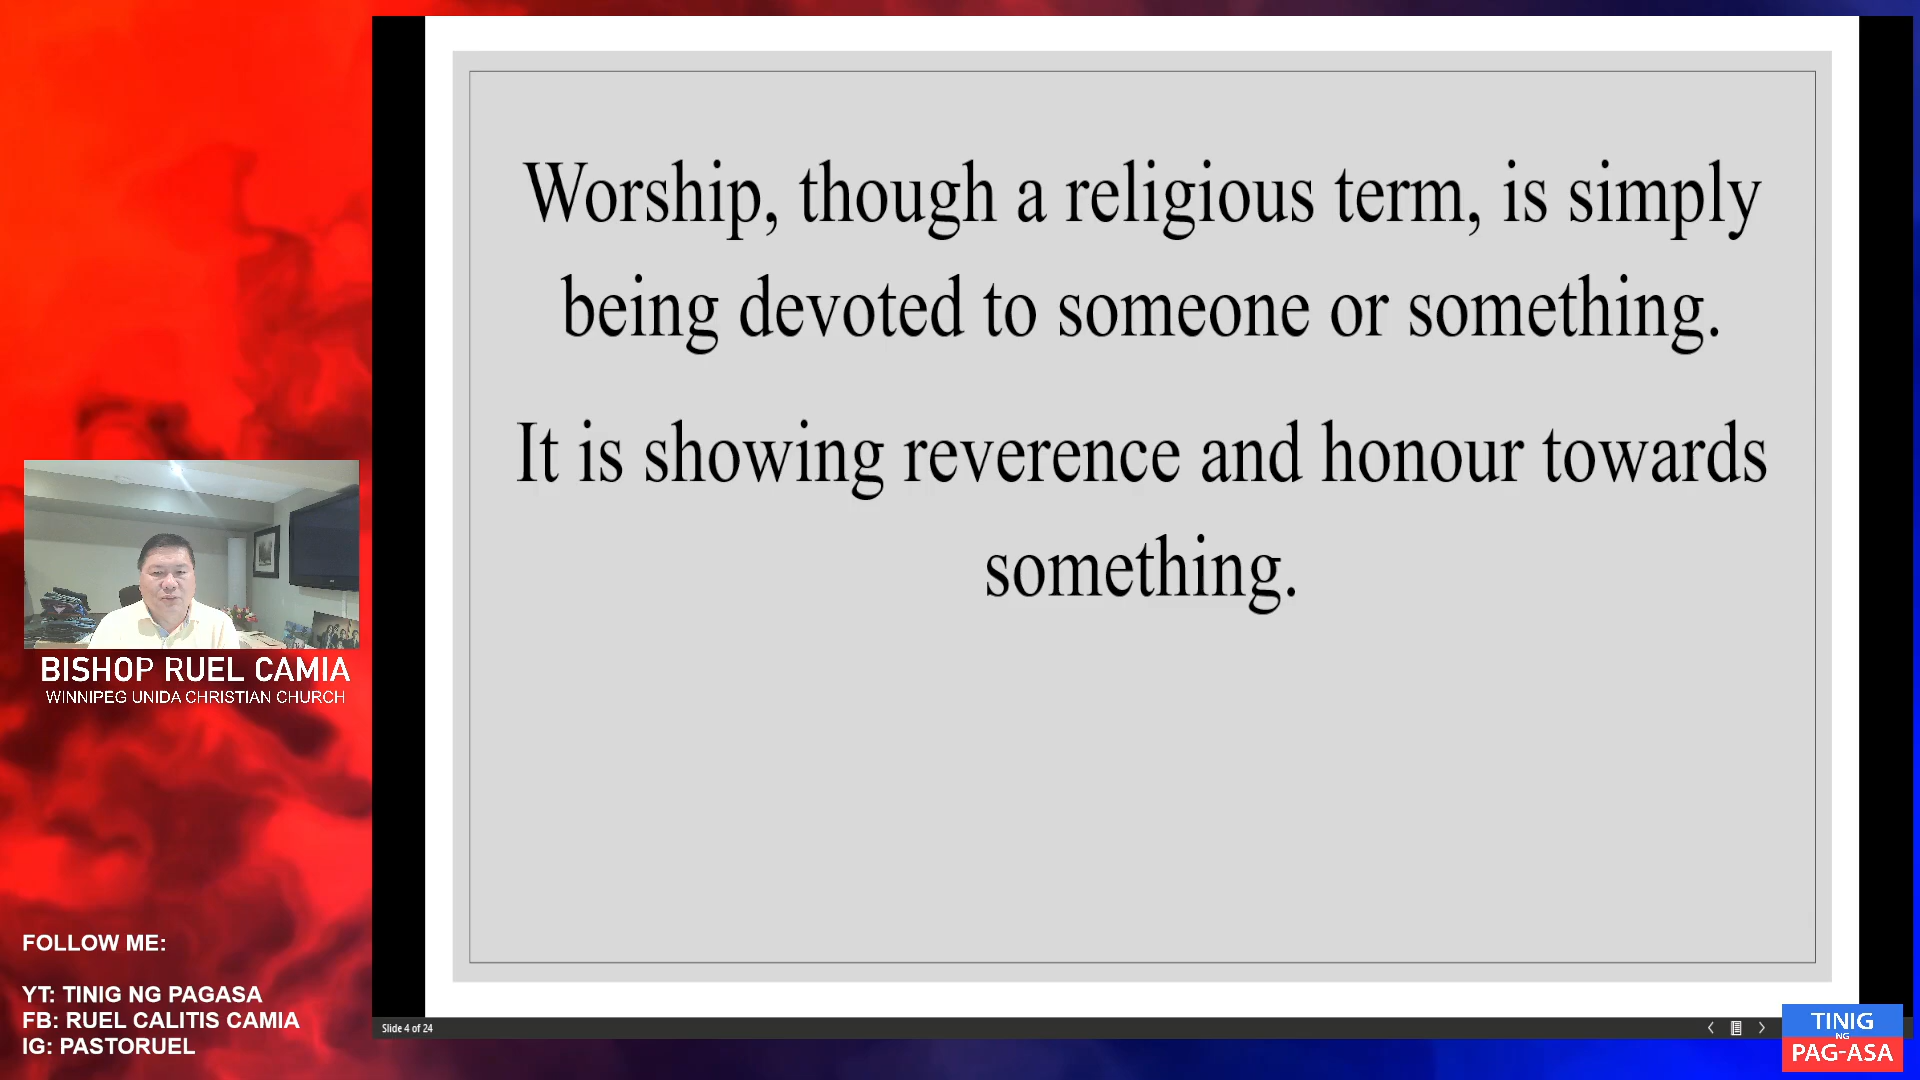 Worship, though a religious term, is simply
being devoted to someone or something.
It is showing reverence and honour towards
something.
BISHOP RUEL CAMIA
WINNIPEG UNIDA CHRISTIAN CHURCH
FOLLOW ME:
YT: TINIG NG PAGASA
FB: RUEL CALITIS CAMIA
IG: PASTORUEL
Slide 4 of 24
TINIG
NG
PAG-ASA